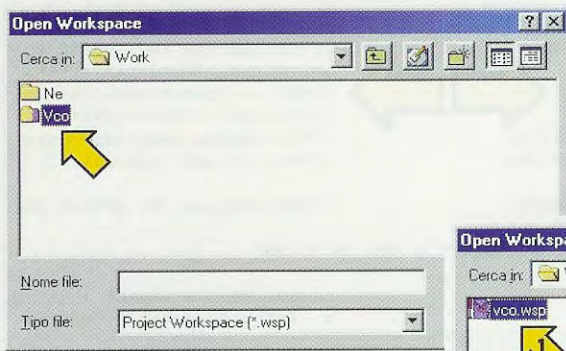 Open Workspace
Cerca in: Work
Ne
Vco
Nome file:
Tipo file: Project Workspace (*.wsp)
Open Workspa
Cerca in:
vco.wsp
1